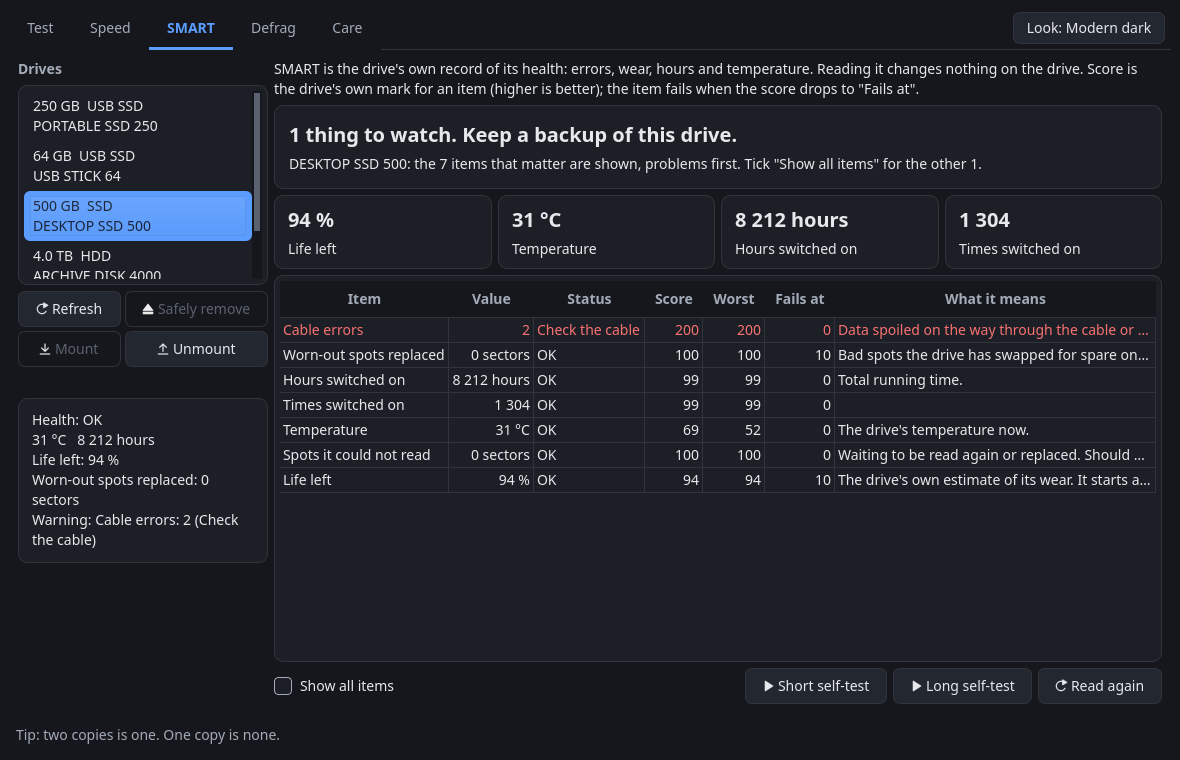 Test Speed SMART Defrag Care Look: Modern dark
Drives
250 GB  USB SSD
PORTABLE SSD 250
64 GB  USB SSD
USB STICK 64
500 GB  SSD
DESKTOP SSD 500
4.0 TB  HDD
ARCHIVE DISK 4000
Refresh
Safely remove
Mount
Unmount
Health: OK
31 °C   8 212 hours
Life left: 94 %
Worn-out spots replaced: 0
sectors
Warning: Cable errors: 2 (Check
the cable)
SMART is the drive's own record of its health: errors, wear, hours and temperature. Reading it changes nothing on the drive. Score is
the drive's own mark for an item (higher is better); the item fails when the score drops to "Fails at".
1 thing to watch. Keep a backup of this drive.
DESKTOP SSD 500: the 7 items that matter are shown, problems first. Tick "Show all items" for the other 1.
94 %
Life left
31 °C
Temperature
8 212 hours
Hours switched on
1 304
Times switched on
Item Value Status Score Worst Fails at What it means
Cable errors 2 Check the cable 200 200 0 Data spoiled on the way through the cable or ...
Worn-out spots replaced 0 sectors OK 100 100 10 Bad spots the drive has swapped for spare on...
Hours switched on 8 212 hours OK 99 99 0 Total running time.
Times switched on 1 304 OK 99 99 0
Temperature 31 °C OK 69 52 0 The drive's temperature now.
Spots it could not read 0 sectors OK 100 100 0 Waiting to be read again or replaced. Should ...
Life left 94 % OK 94 94 10 The drive's own estimate of its wear. It starts a...
Show all items
Short self-test
Long self-test
Read again
Tip: two copies is one. One copy is none.